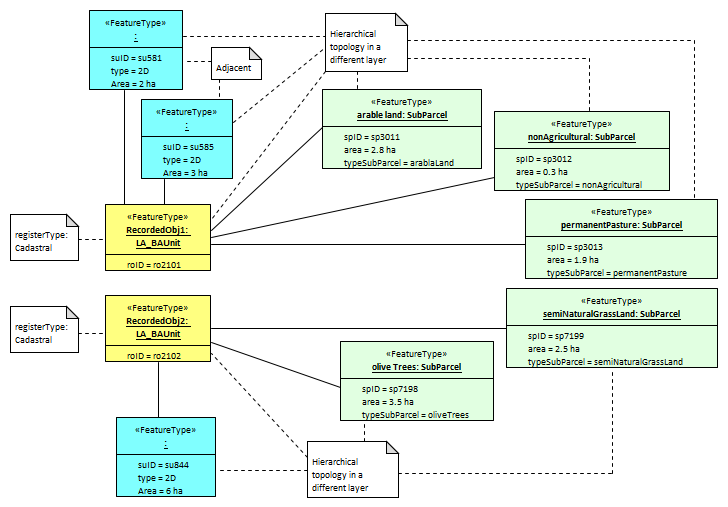 «FeatureType»
:
suID = su581
type = 2D
Area = 2 ha
Adjacent
Hierarchical
topology in a
different layer
«FeatureType»
:
suID = su585
type = 2D
Area = 3 ha
«FeatureType»
arable land: SubParcel
spID = sp3011
area = 2.8 ha
typeSubParcel = arablaLand
«FeatureType»
nonAgricultural: SubParcel
spID = sp3012
area = 0.3 ha
typeSubParcel = nonAgricultural
registerType:
Cadastral
«FeatureType»
RecordedObj1:
LA_BAUnit
roID = ro2101
«FeatureType»
permanentPasture: SubParcel
spID = sp3013
area = 1.9 ha
typeSubParcel = permanentPasture
registerType:
Cadastral
«FeatureType»
RecordedObj2:
LA_BAUnit
roID = ro2102
«FeatureType»
semiNaturalGrassLand: SubParcel
spID = sp7199
area = 2.5 ha
typeSubParcel = semiNaturalGrassLand
«FeatureType»
olive Trees: SubParcel
spID = sp7198
area = 3.5 ha
typeSubParcel = oliveTrees
«FeatureType»
:
suID = su844
type = 2D
Area = 6 ha
Hierarchical
topology in a
different layer